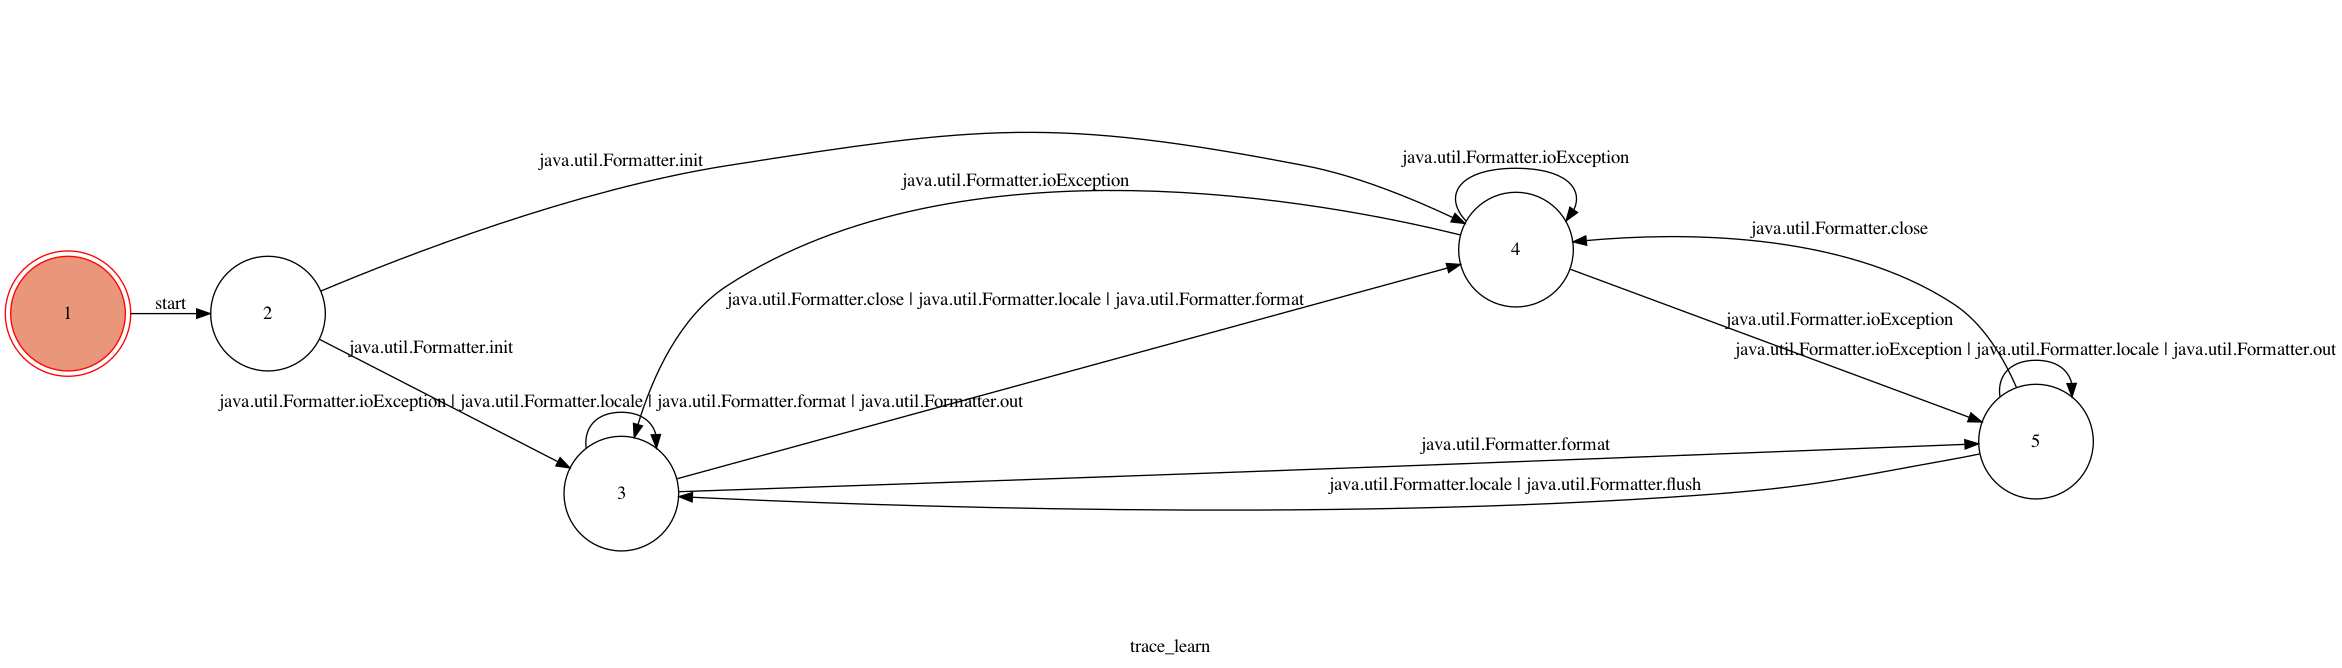 java.util.Formatter.ioException
java.util.Formatter.init
java.util.Formatter.ioException
java.util.Formatter.close
4
java.util.Formatter.close | java.util.Formatter.locale | java.util.Formatter.format
start
1
2
java.util.Formatter.ioException
java.util.Formatter.init
java.util.Formatter.ioException | java.util.Formatter.locale | java.util.Formatter.out
java.util.Formatter.ioException | java.util.Formatter.locale | java.util.Formatter.format | java.util.Formatter.out
java.util.Formatter.format
5
java.util.Formatter.locale | java.util.Formatter.flush
3
trace_learn